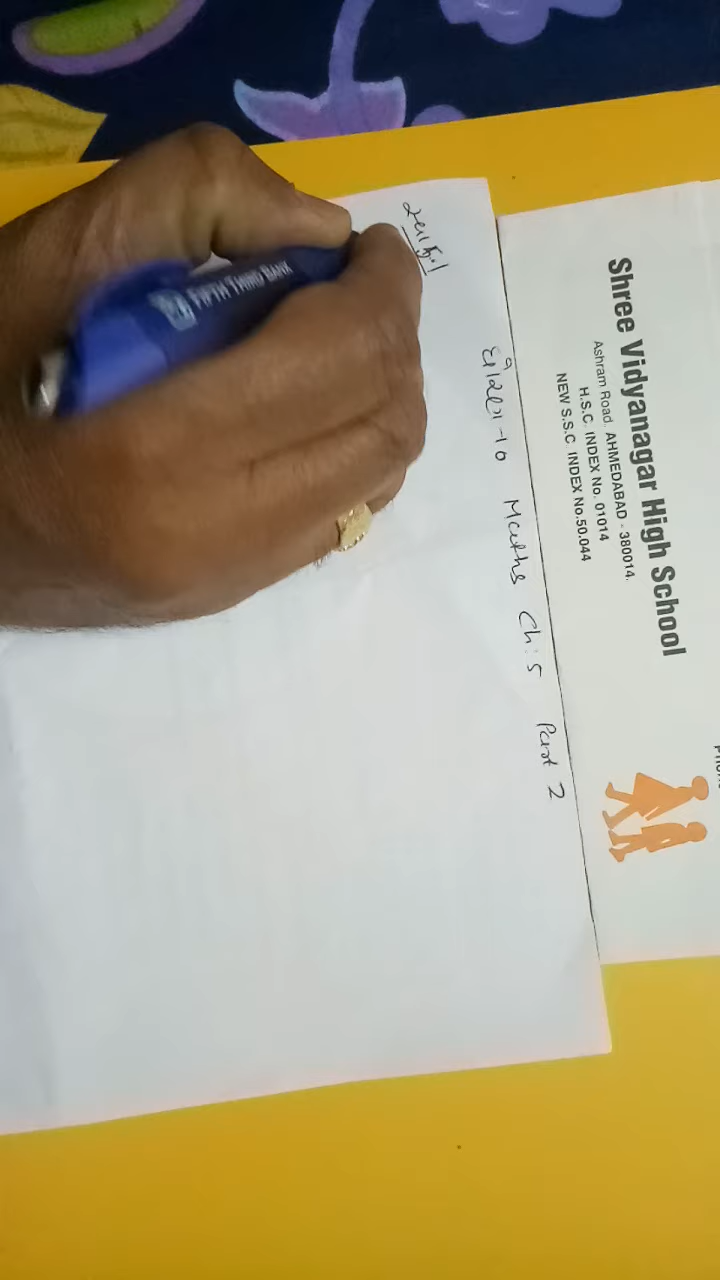 Shree Vidyanagar High School
Ashram Road, AHMEDABAD - 380014.
H.S.C. INDEX No. 01014
NEW S.S.C INDEX No.50.044
ધોરણ-10 Maths Ch:5 Part 2
FIFTH THIRD BANK